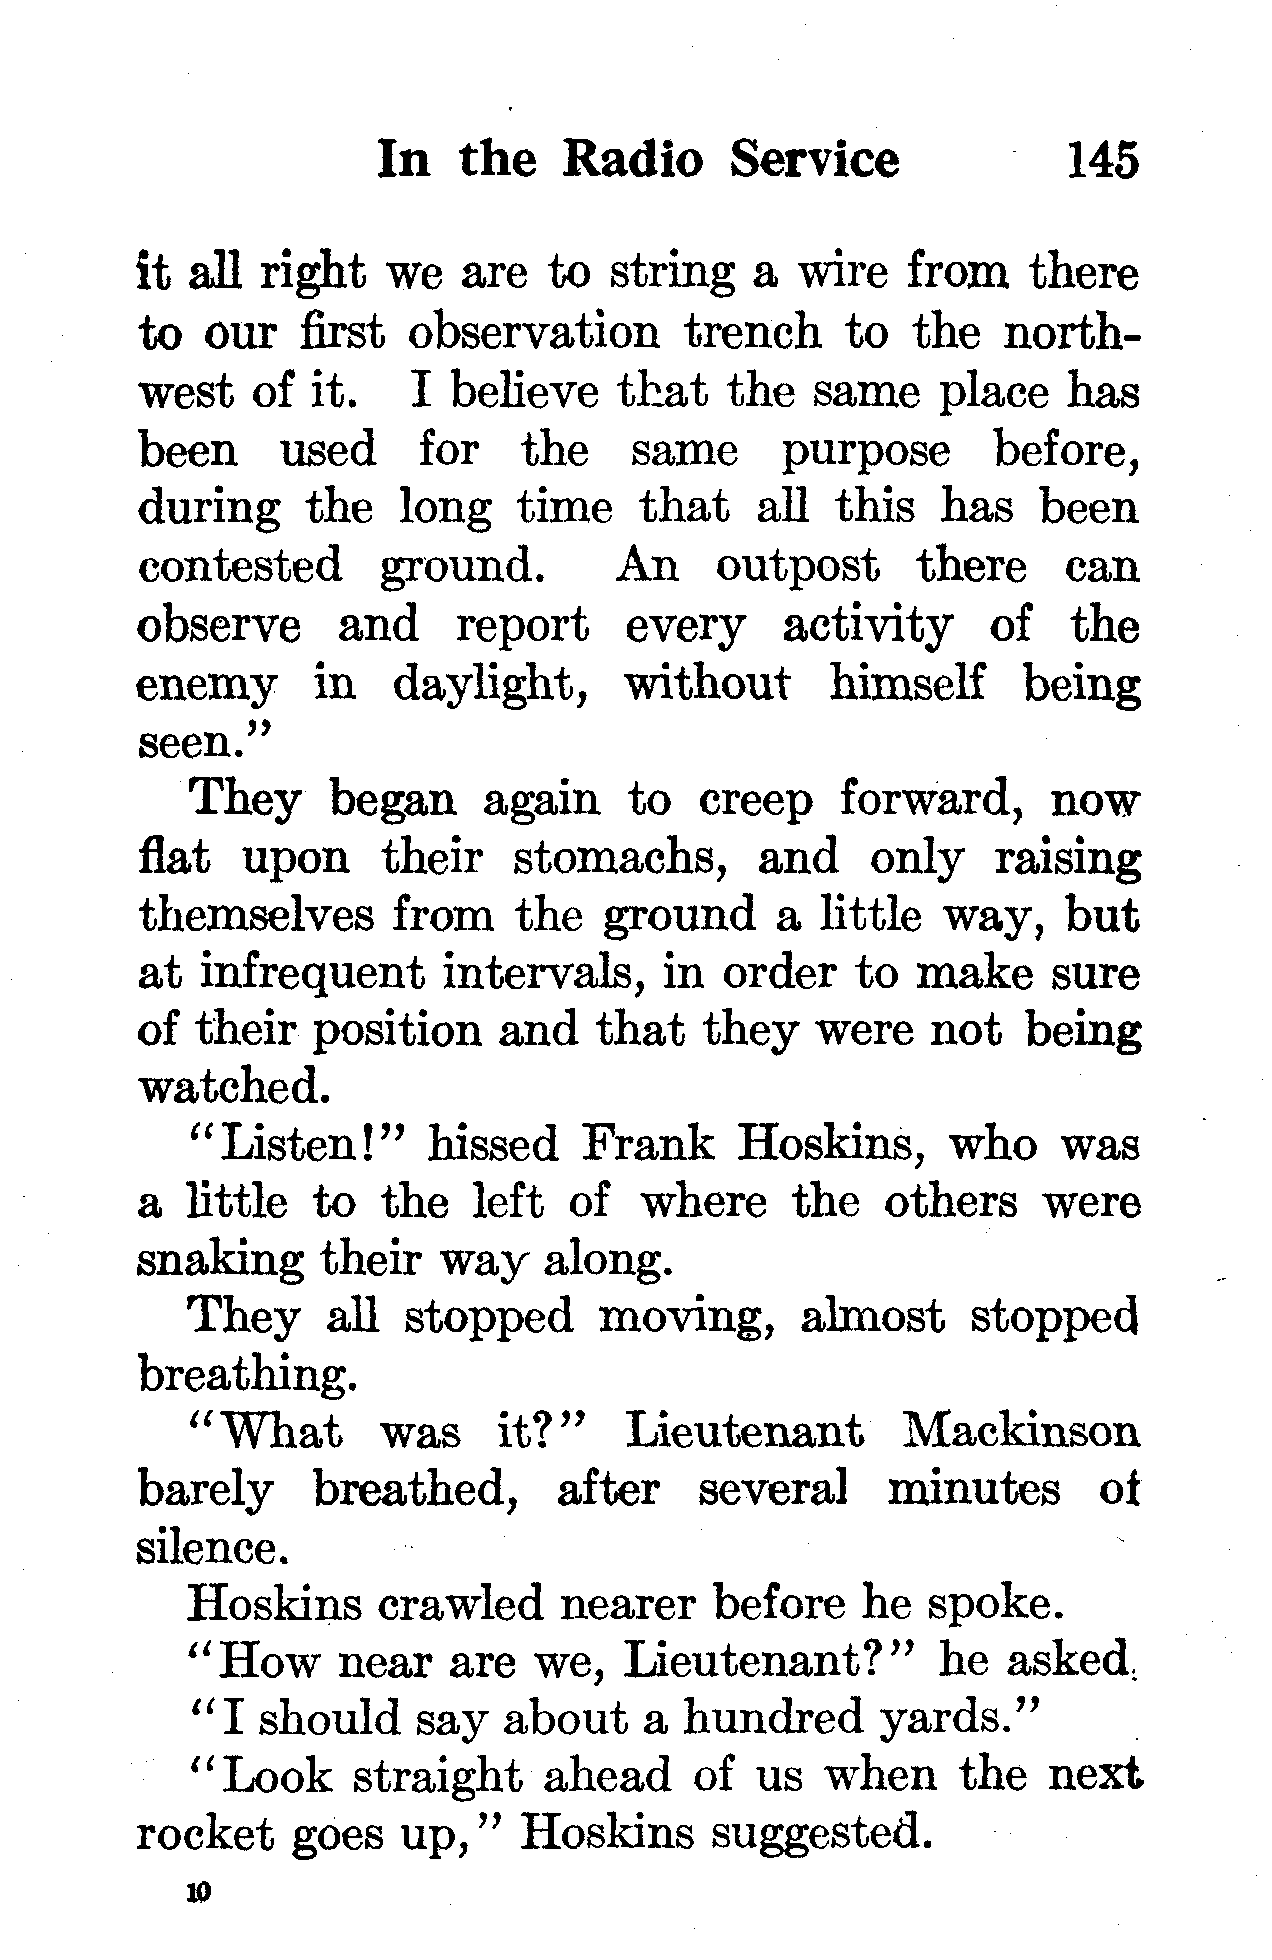 In the Radio Service 145
it all right we are to string a wire from there
to our first observation trench to the north-
west of it. I believe that the same place has
been used for the same purpose before,
during the long time that all this has been
contested ground. An outpost there can
observe and report every activity of the
enemy in daylight, without himself being
seen."
They began again to creep forward, now
flat upon their stomachs, and only raising
themselves from the ground a little way, but
at infrequent intervals, in order to make sure
of their position and that they were not being
watched.
"Listen!" hissed Frank Hoskins, who was
a little to the left of where the others were
snaking their way along.
They all stopped moving, almost stopped
breathing.
"What was it?" Lieutenant Mackinson
barely breathed, after several minutes of
silence.
Hoskins crawled nearer before he spoke.
"How near are we, Lieutenant?" he asked.
"I should say about a hundred yards."
"Look straight ahead of us when the next
rocket goes up," Hoskins suggested.
10